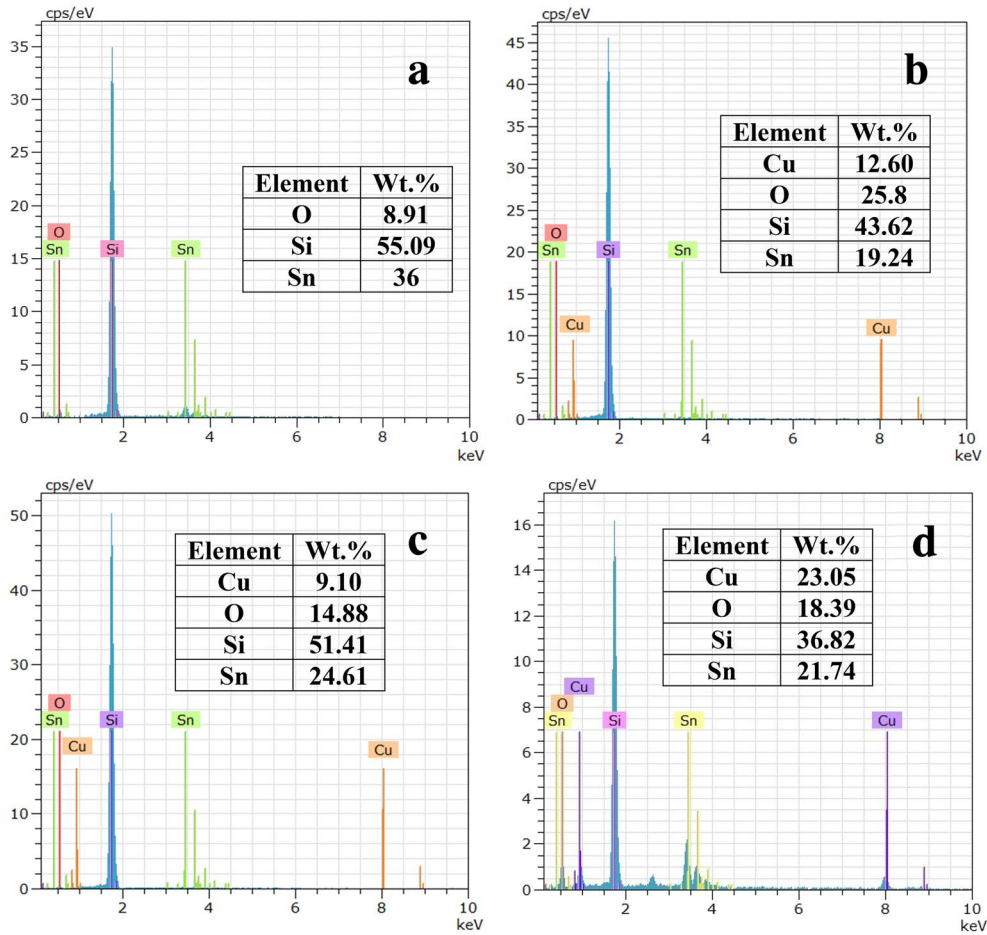 cps/eV
a
35
30
25
20
15
10
5
0
Element Wt.%
O 8.91
Si 55.09
Sn 36
O
Sn Si Sn
2 4 6 8 10
keV
cps/eV
b
45
40
35
30
25
20
15
10
5
0
Element Wt.%
Cu 12.60
O 25.8
Si 43.62
Sn 19.24
O
Sn Si Sn
Cu Cu
2 4 6 8 10
keV
cps/eV
c
50
40
30
20
10
0
Element Wt.%
Cu 9.10
O 14.88
Si 51.41
Sn 24.61
O
Sn Si Sn
Cu Cu
2 4 6 8 10
keV
cps/eV
d
16
14
12
10
8
6
4
2
0
Element Wt.%
Cu 23.05
O 18.39
Si 36.82
Sn 21.74
Cu
O
Sn Si Sn Cu
2 4 6 8 10
keV